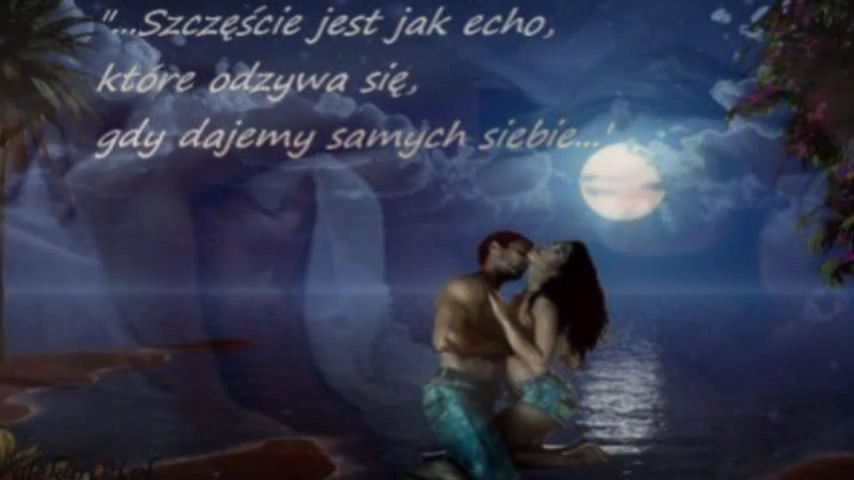 "...Szczęście jest jak echo,
które odzywa się,
gdy dajemy samych siebie..."